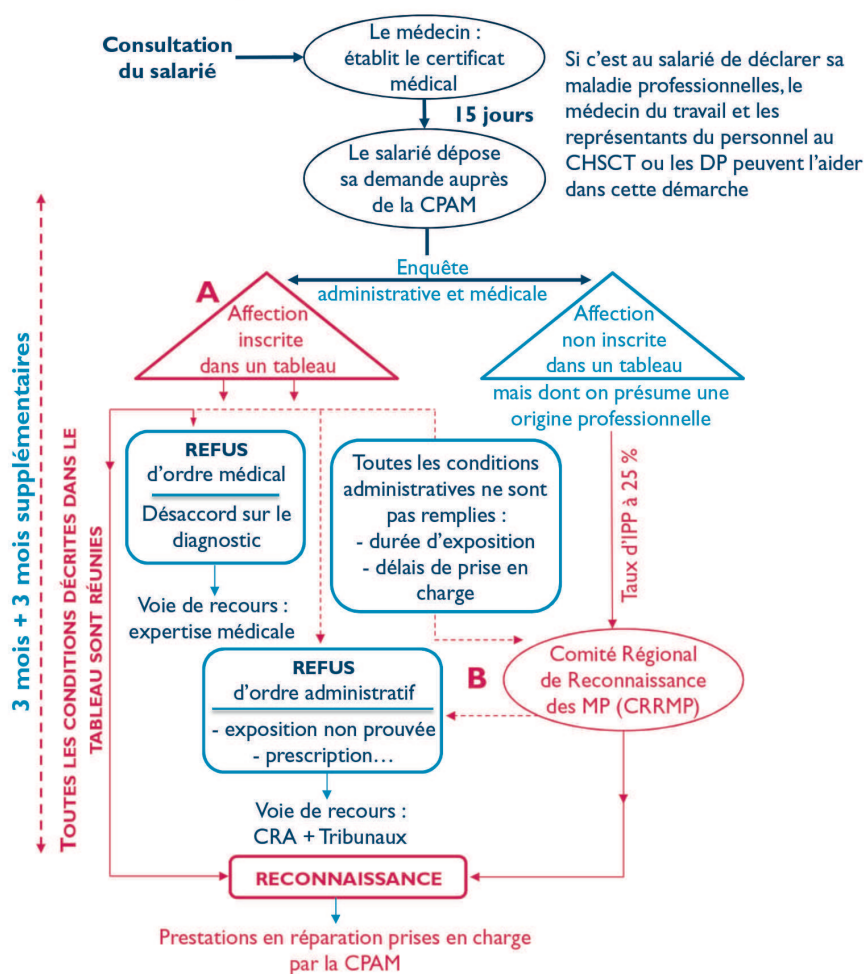 Consultation
du salarié
Le médecin :
établit le certificat
médical
Si c’est au salarié de déclarer sa
maladie professionnelles, le
médecin du travail et les
représentants du personnel au
CHSCT ou les DP peuvent l’aider
dans cette démarche
15 jours
Le salarié dépose
sa demande auprès
de la CPAM
Enquête
administrative et médicale
A
Affection
inscrite
dans un tableau
Affection
non inscrite
dans un tableau
mais dont on présume une
origine professionnelle
3 mois + 3 mois supplémentaires
TOUTES LES CONDITIONS DÉCRITES DANS LE
TABLEAU SONT RÉUNIES
REFUS
d’ordre médical
Désaccord sur le
diagnostic
Voie de recours :
expertise médicale
Toutes les conditions
administratives ne sont
pas remplies :
- durée d’exposition
- délais de prise en
charge
Taux d’IPP à 25 %
REFUS
d’ordre administratif
- exposition non prouvée
- prescription…
Voie de recours :
CRA + Tribunaux
B
Comité Régional
de Reconnaissance
des MP (CRRMP)
RECONNAISSANCE
Prestations en réparation prises en charge
par la CPAM